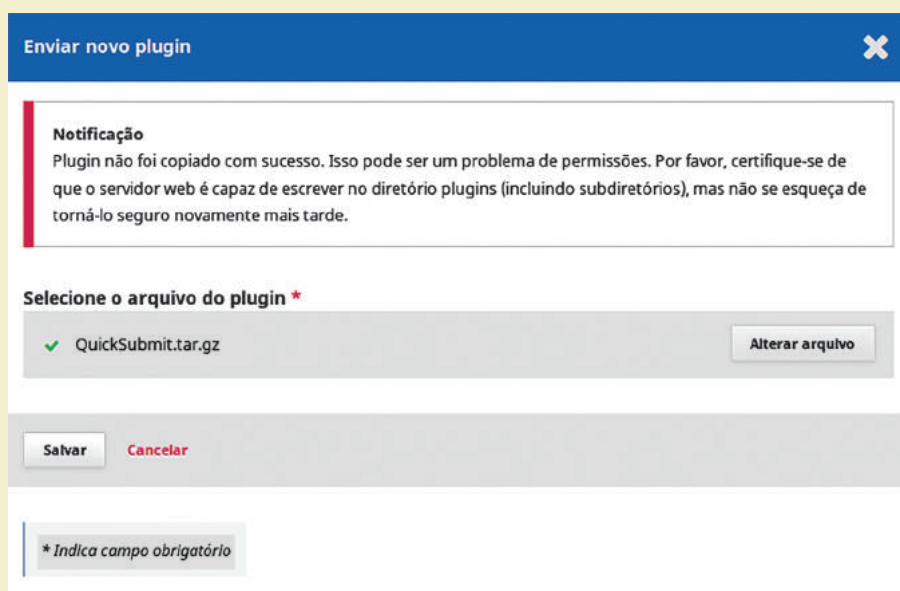 Enviar novo plugin
Notificação
Plugin não foi copiado com sucesso. Isso pode ser um problema de permissões. Por favor, certifique-se de
que o servidor web é capaz de escrever no diretório plugins (incluindo subdiretórios), mas não se esqueça de
torná-lo seguro novamente mais tarde.
Selecione o arquivo do plugin *
QuickSubmit.tar.gz
Alterar arquivo
Salvar Cancelar
* Indica campo obrigatório